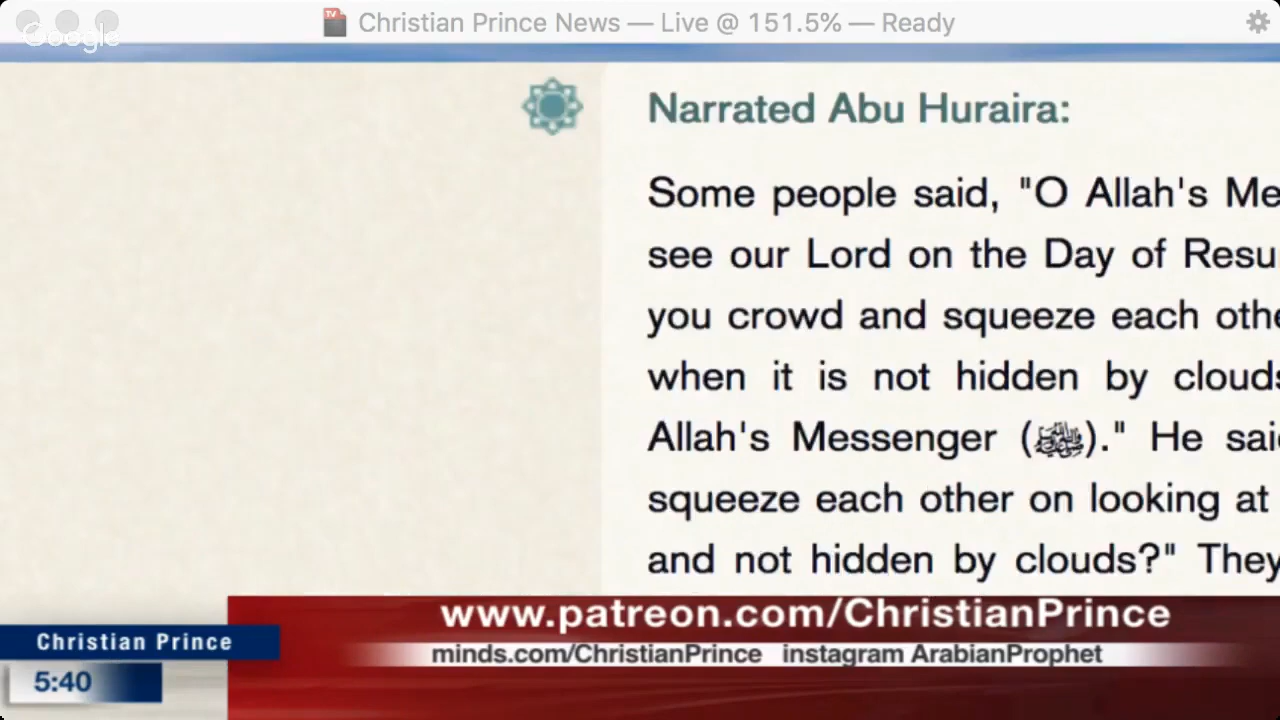 Christian Prince News — Live @ 151.5% — Ready
Google
TV
Narrated Abu Huraira:
Some people said, "O Allah's Me
see our Lord on the Day of Resu
you crowd and squeeze each othe
when it is not hidden by clouds
Allah's Messenger (ﷺ)." He said
squeeze each other on looking at
and not hidden by clouds?" They
www.patreon.com/ChristianPrince
minds.com/ChristianPrince instagram ArabianProphet
Christian Prince
5:40